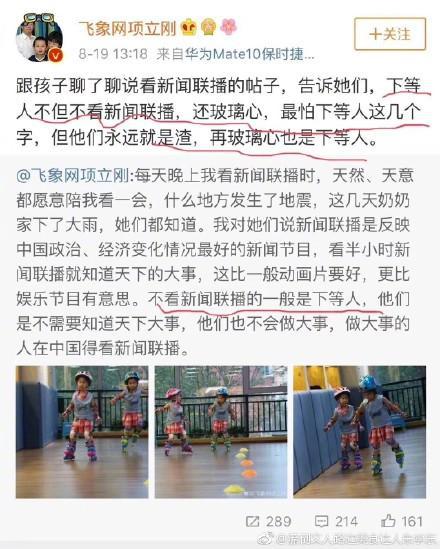 飞象网项立刚
8-19 13:18 来自华为Mate10保时捷...
+关注
跟孩子聊了聊说看新闻联播的帖子，告诉她们，下等
人不但不看新闻联播，还玻璃心，最怕下等人这几个
字，但他们永远就是渣，再玻璃心也是下等人。
@飞象网项立刚:每天晚上我看新闻联播时，天然、天意
都愿意陪我看一会，什么地方发生了地震，这几天奶奶
家下了大雨，她们都知道。我对她们说新闻联播是反映
中国政治、经济变化情况最好的新闻节目，看半小时新
闻联播就知道天下的大事，这比一般动画片要好，更比
娱乐节目有意思。不看新闻联播的一般是下等人，他们
是不需要知道天下大事，他们也不会做大事，做大事的
人在中国得看新闻联播。
289
214
161